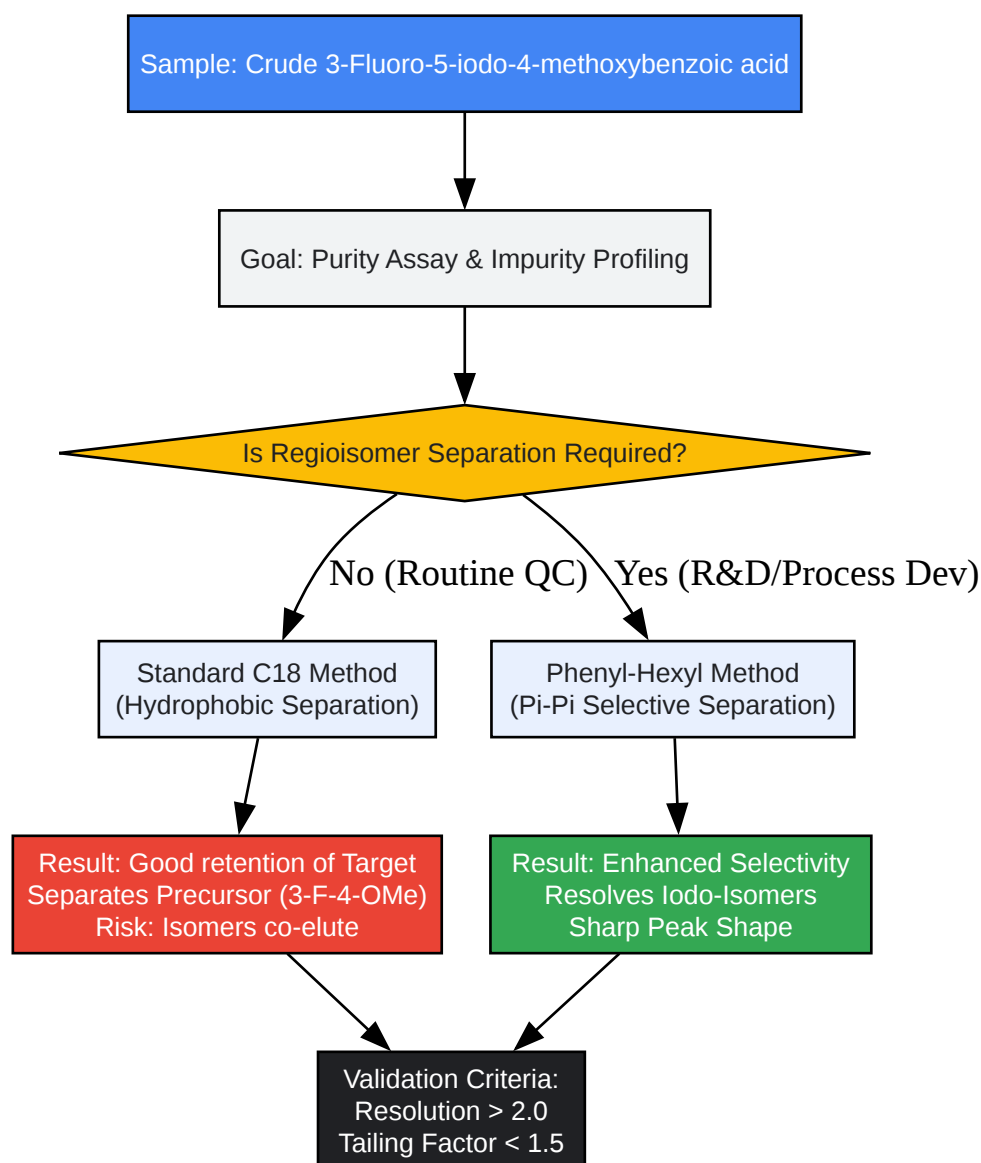 Sample: Crude 3-Fluoro-5-iodo-4-methoxybenzoic acid
Goal: Purity Assay & Impurity Profiling
Is Regioisomer Separation Required?
No (Routine QC)
Yes (R&D/Process Dev)
Standard C18 Method
(Hydrophobic Separation)
Phenyl-Hexyl Method
(Pi-Pi Selective Separation)
Result: Good retention of Target
Separates Precursor (3-F-4-OMe)
Risk: Isomers co-elute
Result: Enhanced Selectivity
Resolves Iodo-Isomers
Sharp Peak Shape
Validation Criteria:
Resolution > 2.0
Tailing Factor < 1.5